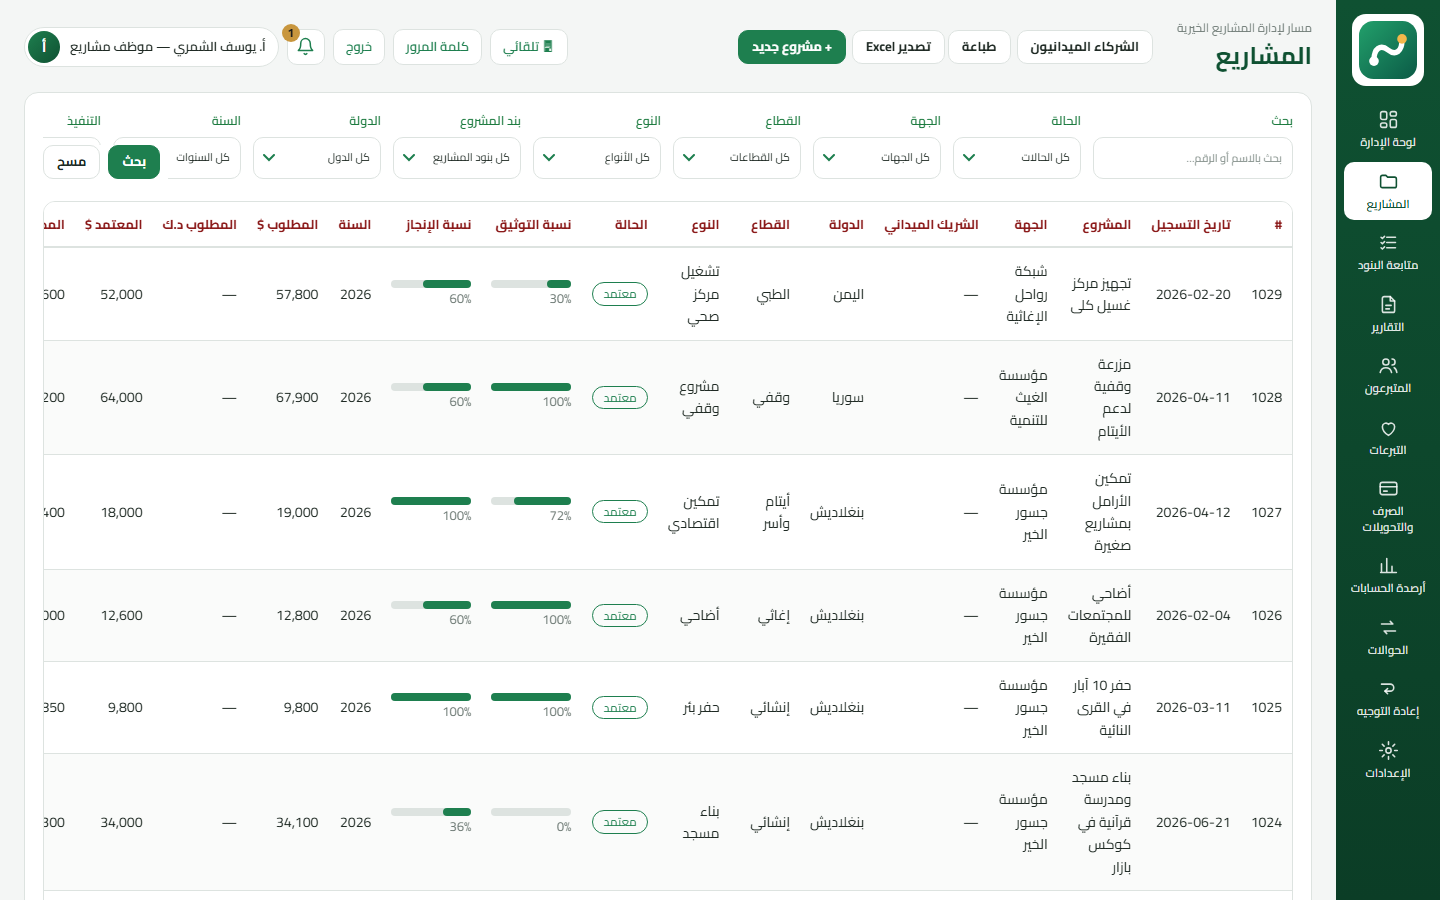 مسار لإدارة المشاريع الخيرية
المشاريع
الشركاء الميدانيون
طباعة
تصدير Excel
+ مشروع جديد
تلقائي
كلمة المرور
خروج
1
أ. يوسف الشمري — موظف مشاريع
أ
لوحة الإدارة
المشاريع
متابعة البنود
التقارير
المتبرعون
التبرعات
الصرف
والتحويلات
أرصدة الحسابات
الحوالات
إعادة التوجيه
الإعدادات
بحث الحالة الجهة القطاع النوع بند المشروع الدولة السنة التنفيذ
بحث بالاسم أو الرقم... كل الحالات كل الجهات كل القطاعات كل الأنواع كل بنود المشاريع كل الدول كل السنوات بحث مسح
# تاريخ التسجيل المشروع الجهة الشريك الميداني الدولة القطاع النوع الحالة نسبة التوثيق نسبة الإنجاز السنة المطلوب $ المطلوب د.ك المعتمد $
1029 2026-02-20 تجهيز مركز غسيل كلى شبكة رواحل الإغاثية — اليمن الطبي تشغيل مركز صحي معتمد 30% 60% 2026 57,800 — 52,000
1028 2026-04-11 مزرعة وقفية لدعم الأيتام مؤسسة الغيث للتنمية — سوريا وقفي مشروع وقفي معتمد 100% 60% 2026 67,900 — 64,000
1027 2026-04-12 تمكين الأرامل بمشاريع صغيرة مؤسسة جسور الخير — بنغلاديش أيتام وأسر تمكين اقتصادي معتمد 72% 100% 2026 19,000 — 18,000
1026 2026-02-04 أضاحي للمجتمعات الفقيرة مؤسسة جسور الخير — بنغلاديش إغاثي أضاحي معتمد 100% 60% 2026 12,800 — 12,600
1025 2026-03-11 حفر 10 آبار في القرى النائية مؤسسة جسور الخير — بنغلاديش إنشائي حفر بئر معتمد 100% 100% 2026 9,800 — 9,800
1024 2026-06-21 بناء مسجد ومدرسة قرآنية في كوكس بازار مؤسسة جسور الخير — بنغلاديش إنشائي بناء مسجد معتمد 0% 36% 2026 34,100 — 34,000